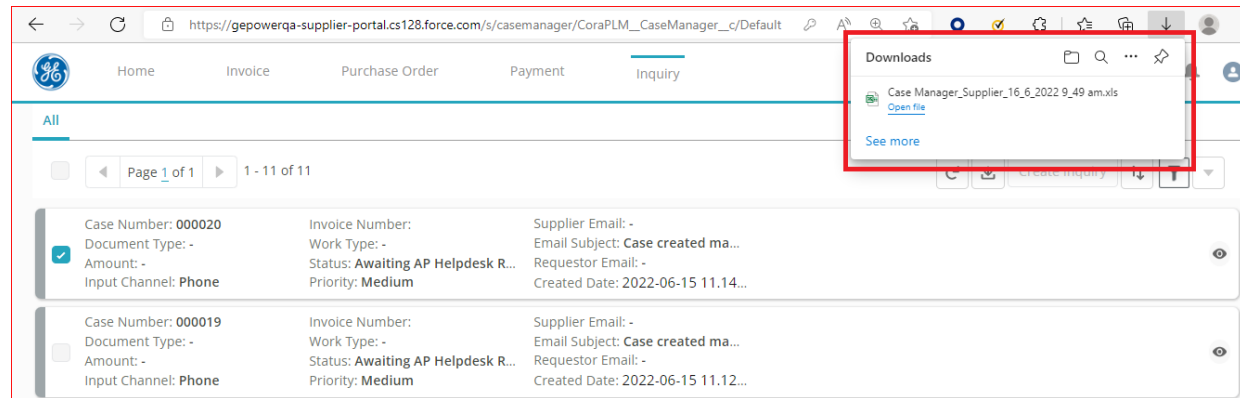 https://gepowerqa-supplier-portal.cs128.force.com/s/casemanager/CoraPLM__CaseManager__c/Default
Home Invoice Purchase Order Payment Inquiry
Downloads
Case Manager_Supplier_16_6_2022 9_49 am.xls
Open file
See more
All
Page 1 of 1 1 - 11 of 11
Create Inquiry
Case Number: 000020 Invoice Number: Supplier Email: -
Document Type: - Work Type: - Email Subject: Case created ma...
Amount: - Status: Awaiting AP Helpdesk R... Requestor Email: -
Input Channel: Phone Priority: Medium Created Date: 2022-06-15 11.14...
Case Number: 000019 Invoice Number: Supplier Email: -
Document Type: - Work Type: - Email Subject: Case created ma...
Amount: - Status: Awaiting AP Helpdesk R... Requestor Email: -
Input Channel: Phone Priority: Medium Created Date: 2022-06-15 11.12...